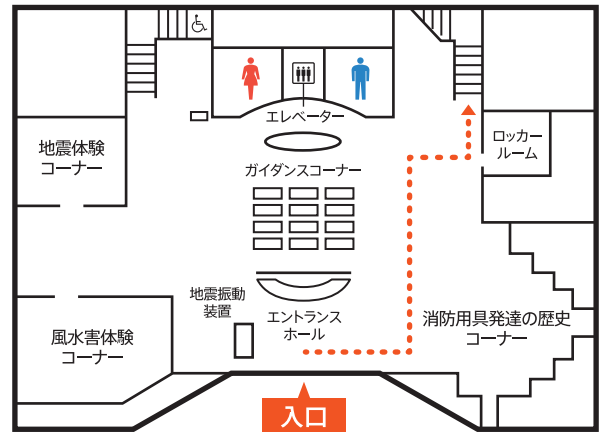 エレベーター
地震体験
コーナー
ロッカー
ルーム
ガイダンスコーナー
地震振動
装置
エントランス
ホール
消防用具発達の歴史
コーナー
風水害体験
コーナー
入口